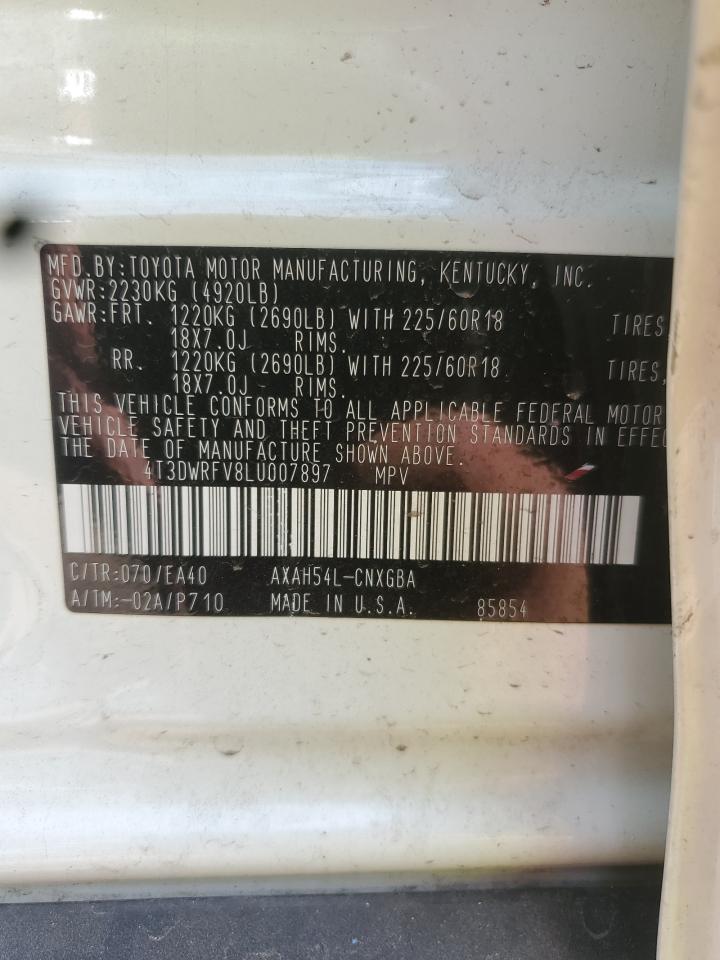 MFD.BY:TOYOTA MOTOR MANUFACTURING, KENTUCKY, INC.
GVWR:2230KG (4920LB)
GAWR:FRT. 1220KG (2690LB) WITH 225/60R18 TIRES
18X7.0J RIMS.
RR. 1220KG (2690LB) WITH 225/60R18 TIRES,
18X7.0J RIMS.
THIS VEHICLE CONFORMS TO ALL APPLICABLE FEDERAL MOTOR
VEHICLE SAFETY AND THEFT PREVENTION STANDARDS IN EFFEC
THE DATE OF MANUFACTURE SHOWN ABOVE.
4T3DWRFV8LU007897 MPV
C/TR:070/EA40 AXAH54L-CNXGBA
A/TM:-02A/P710 MADE IN U.S.A. 85854